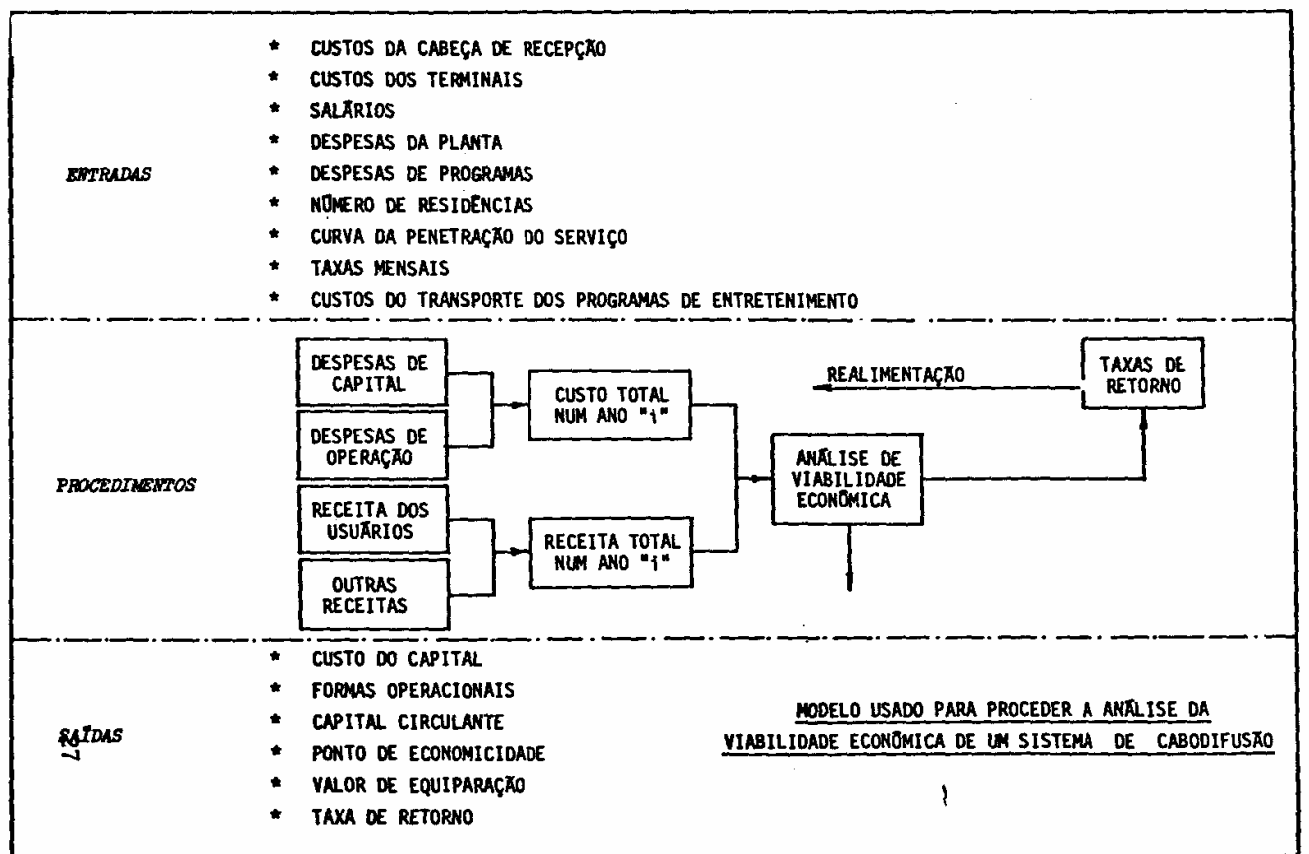 * CUSTOS DA CABEÇA DE RECEPÇÃO
* CUSTOS DOS TERMINAIS
* SALÁRIOS
* DESPESAS DA PLANTA
ENTRADAS
* DESPESAS DE PROGRAMAS
* NÚMERO DE RESIDÊNCIAS
* CURVA DA PENETRAÇÃO DO SERVIÇO
* TAXAS MENSAIS
* CUSTOS DO TRANSPORTE DOS PROGRAMAS DE ENTRETENIMENTO
PROCEDIMENTOS
DESPESAS DE
CAPITAL
DESPESAS DE
OPERAÇÃO
RECEITA DOS
USUÁRIOS
OUTRAS
RECEITAS
CUSTO TOTAL
NUM ANO "i"
RECEITA TOTAL
NUM ANO "i"
ANÁLISE DE
VIABILIDADE
ECONÔMICA
REALIMENTAÇÃO
TAXAS DE
RETORNO
SAÍDAS
27
* CUSTO DO CAPITAL
* FORMAS OPERACIONAIS
* CAPITAL CIRCULANTE
* PONTO DE ECONOMICIDADE
* VALOR DE EQUIPARAÇÃO
* TAXA DE RETORNO
MODELO USADO PARA PROCEDER A ANÁLISE DA
VIABILIDADE ECONÔMICA DE UM SISTEMA DE CABODIFUSÃO